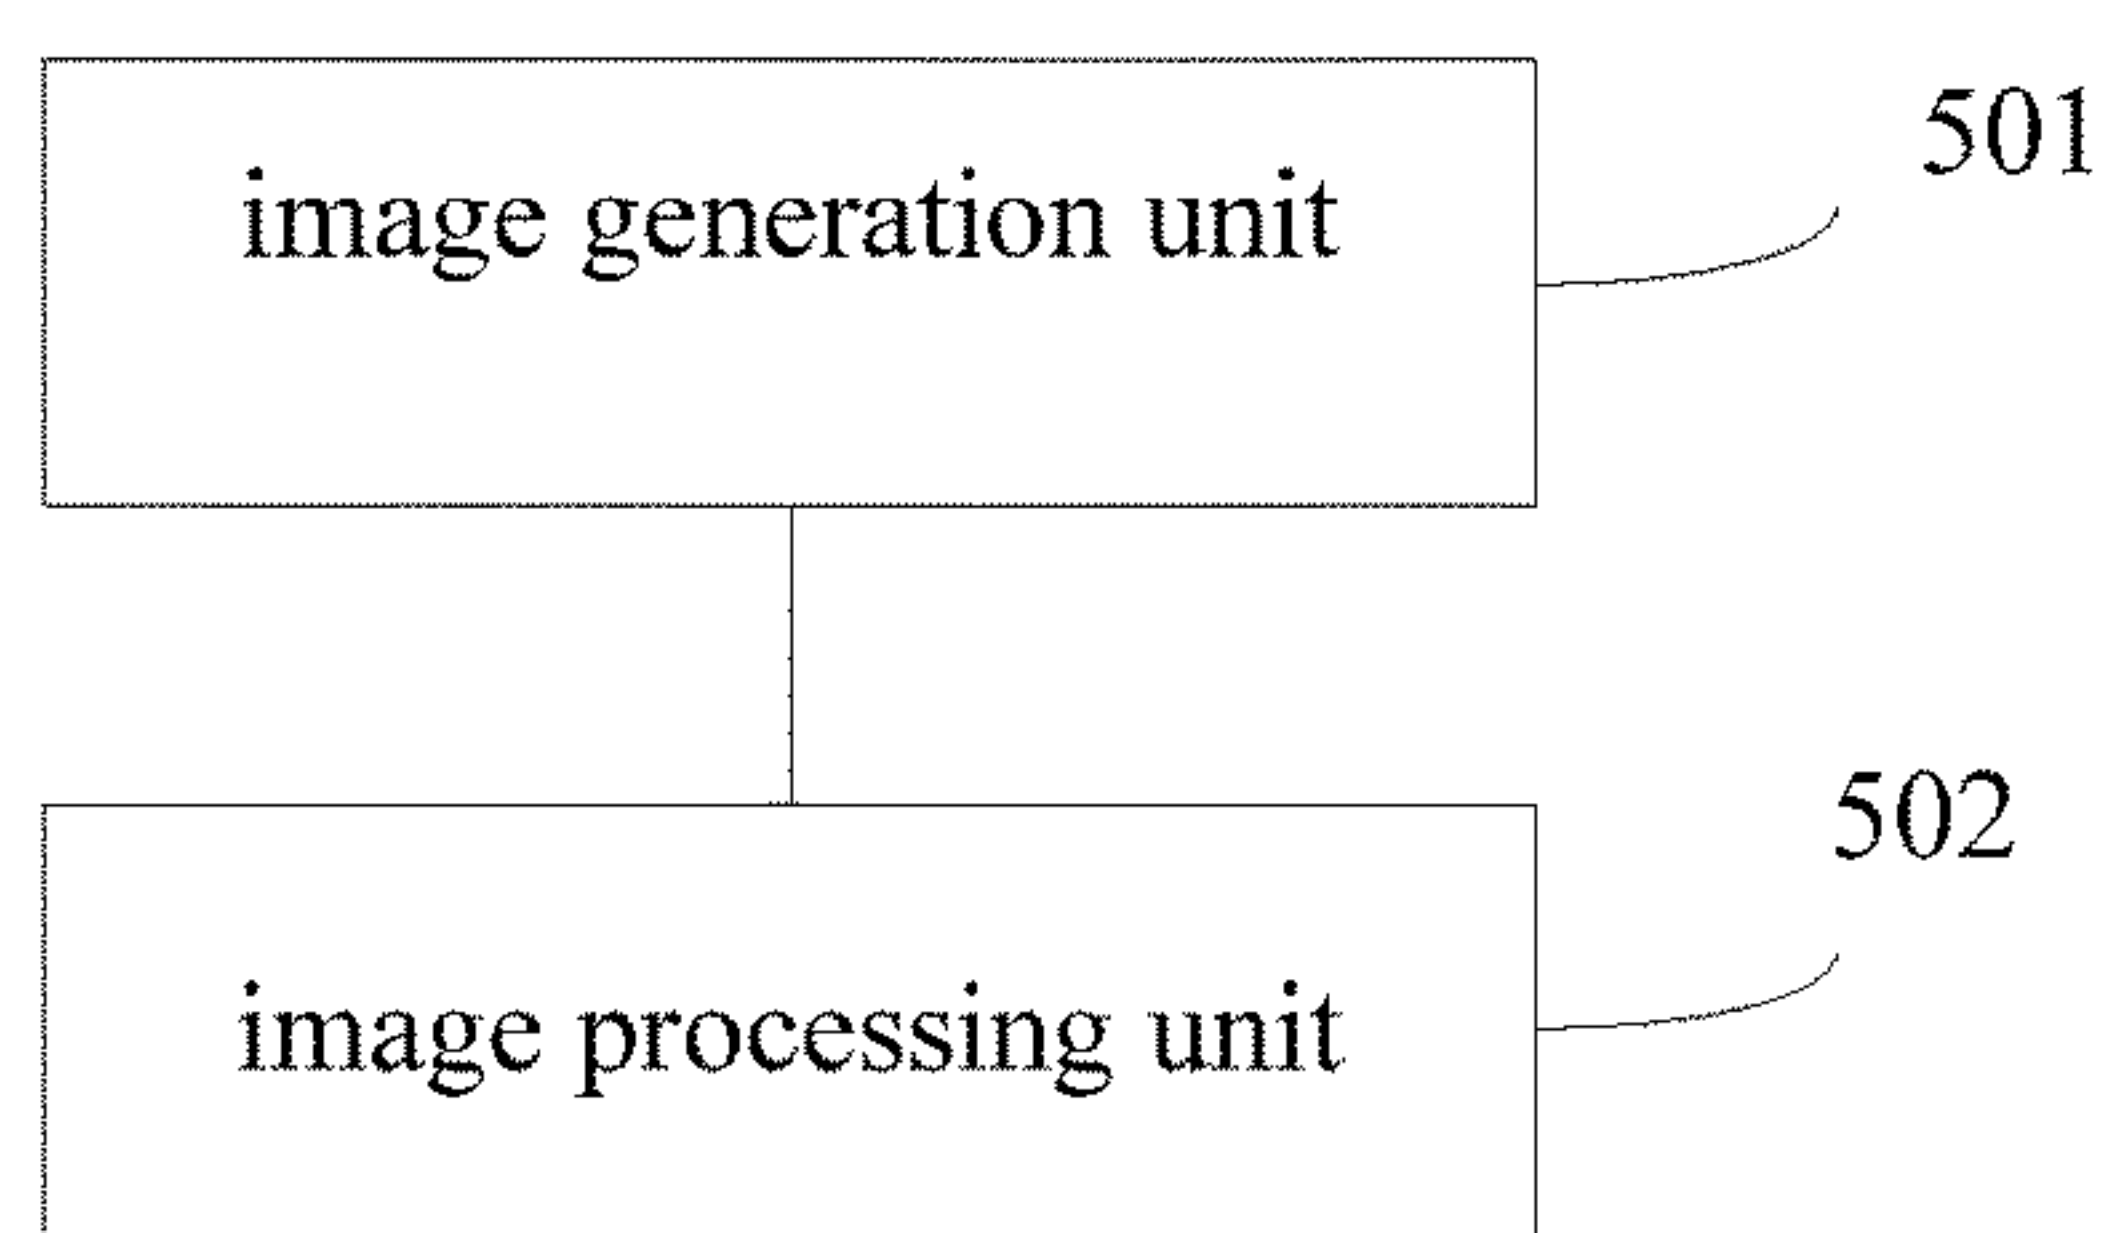 501
image generation unit
502
image processing unit